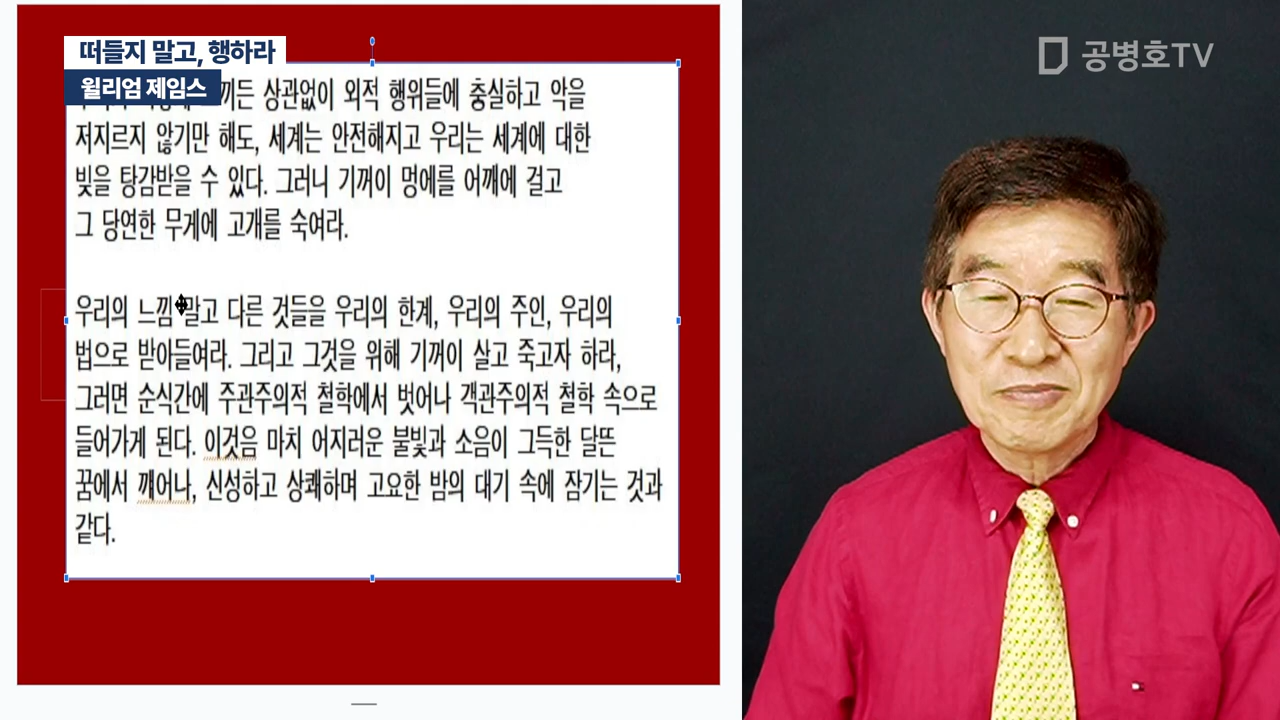 떠들지 말고, 행하라
윌리엄 제임스
끼든 상관없이 외적 행위들에 충실하고 악을
저지르지 않기만 해도, 세계는 안전해지고 우리는 세계에 대한
빚을 탕감받을 수 있다. 그러니 기꺼이 멍에를 어깨에 걸고
그 당연한 무게에 고개를 숙여라.
우리의 느낌 말고 다른 것들을 우리의 한계, 우리의 주인, 우리의
법으로 받아들여라. 그리고 그것을 위해 기꺼이 살고 죽고자 하라,
그러면 순식간에 주관주의적 철학에서 벗어나 객관주의적 철학 속으로
들어가게 된다. 이것음 마치 어지러운 불빛과 소음이 그득한 달뜬
꿈에서 깨어나, 신성하고 상쾌하며 고요한 밤의 대기 속에 잠기는 것과
같다.
공병호TV